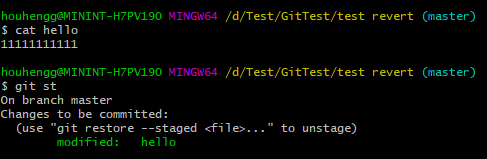 houhengg@MININT-H7PV190 MINGW64 /d/Test/GitTest/test revert (master)
$ cat hello
11111111111
houhengg@MININT-H7PV190 MINGW64 /d/Test/GitTest/test revert (master)
$ git st
On branch master
Changes to be committed:
  (use "git restore --staged <file>..." to unstage)
        modified:   hello